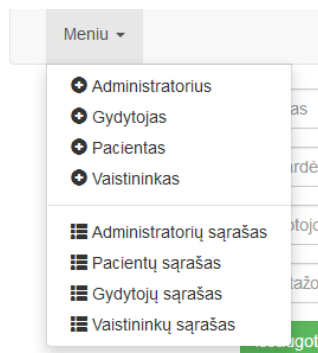 Meniu
Administratorius
Gydytojas
Pacientas
Vaistininkas
Administratorių sąrašas
Pacientų sąrašas
Gydytojų sąrašas
Vaistininkų sąrašas